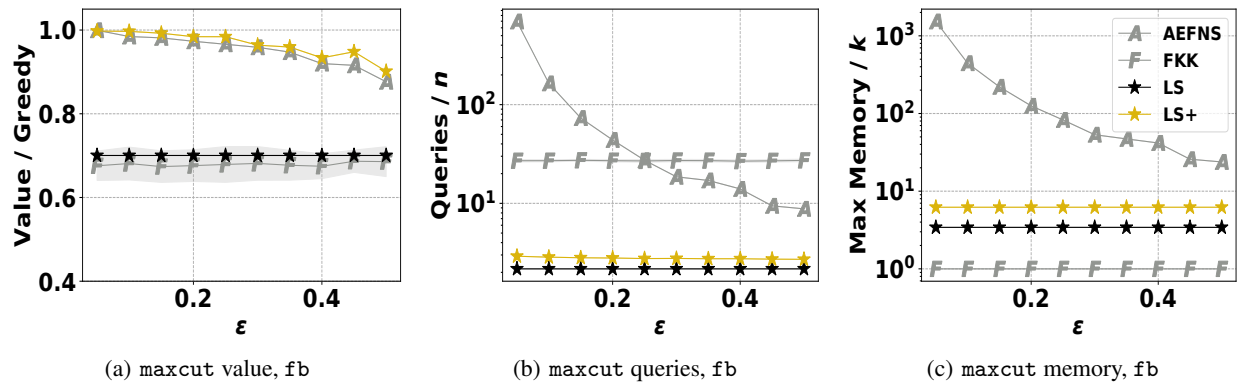 Value / Greedy
1.0
0.8
0.6
0.4
0.2
0.4
ε
(a) maxcut value, fb
Queries / n
10²
10¹
0.2
0.4
ε
(b) maxcut queries, fb
Max Memory / k
10³
10²
10¹
10⁰
0.2
0.4
ε
AEFNS
FKK
LS
LS+
(c) maxcut memory, fb